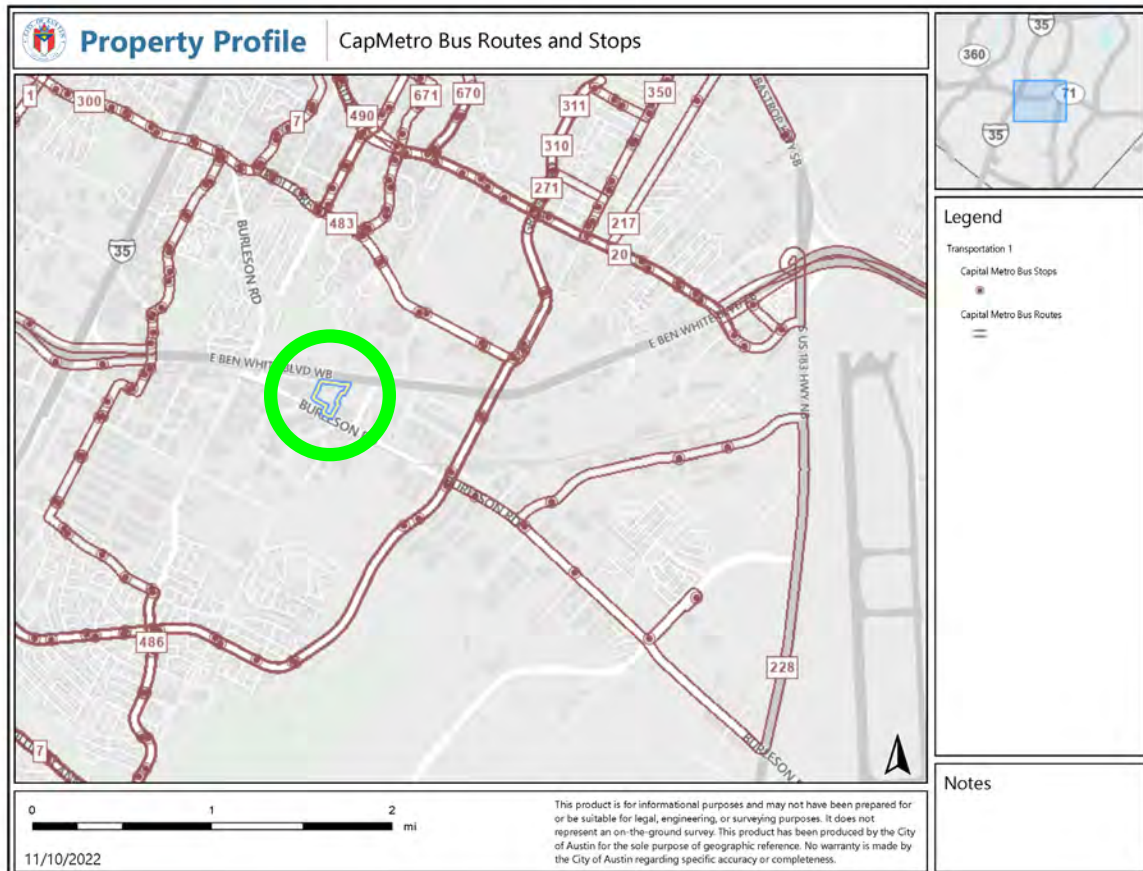 Property Profile
CapMetro Bus Routes and Stops
1
300
7
490
671
670
311
350
310
271
217
20
483
BASTROP HWY SB
35
BURLESON RD
E BEN WHITE BLVD WB
E BEN WHITE BLVD EB
S US 183 HWY NB
BURLESON
BURLESON RD
486
228
7
BURLESON
0 1 2
mi
11/10/2022
This product is for informational purposes and may not have been prepared for
or be suitable for legal, engineering, or surveying purposes. It does not
represent an on-the-ground survey. This product has been produced by the City
of Austin for the sole purpose of geographic reference. No warranty is made by
the City of Austin regarding specific accuracy or completeness.
35
360
71
35
Legend
Transportation 1
Capital Metro Bus Stops
Capital Metro Bus Routes
Notes